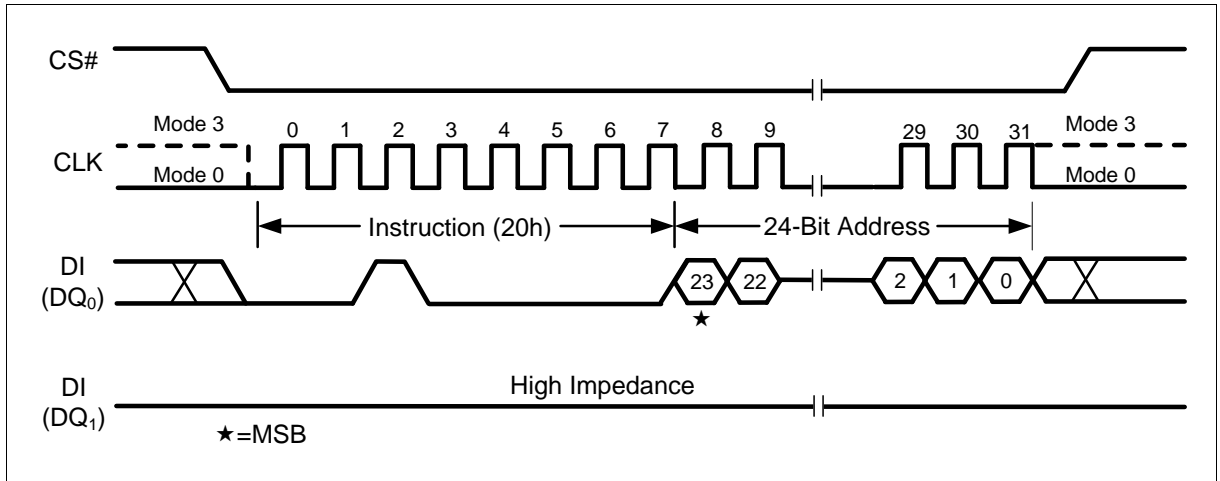 CS#
Mode 3
0 1 2 3 4 5 6 7 8 9 29 30 31
Mode 3
CLK
Mode 0
Mode 0
Instruction (20h)
24-Bit Address
DI
(DQ₀)
23 22 2 1 0
★
High Impedance
DI
(DQ₁)
★=MSB